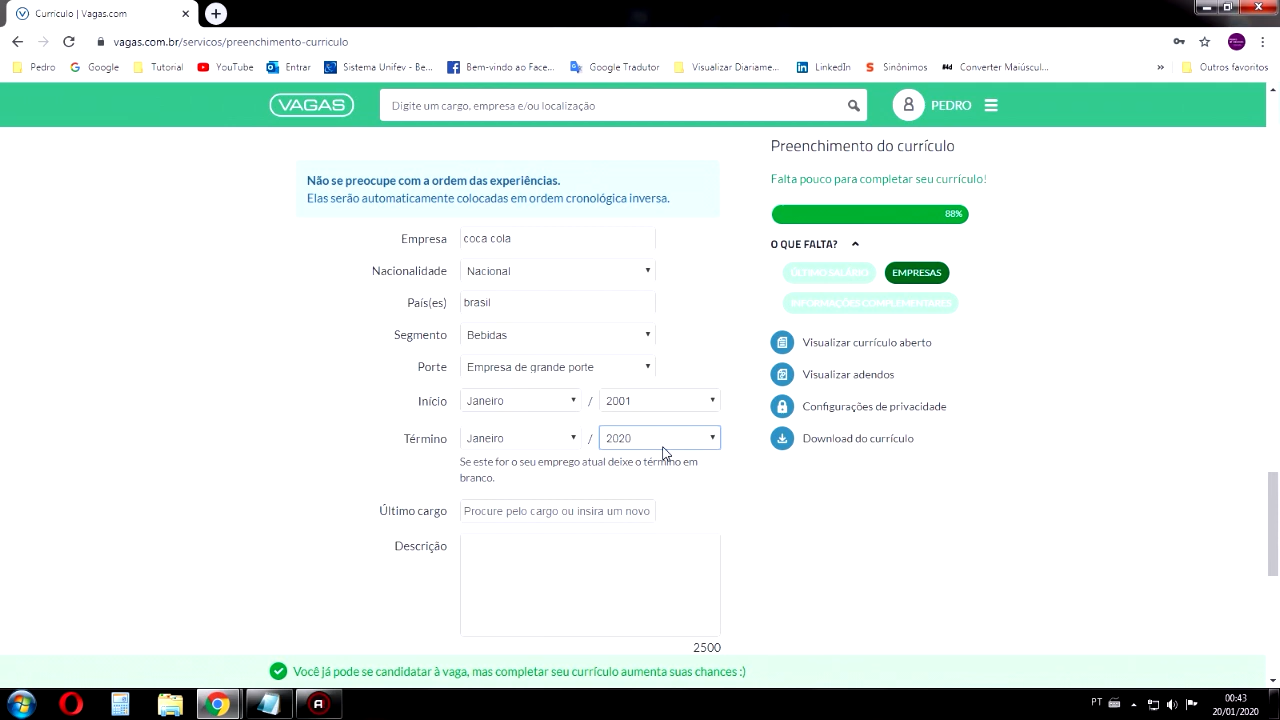 Curriculo | Vagas.com
vagas.com.br/servicos/preenchimento-curriculo
Pedro Google Tutorial YouTube Entrar Sistema Unifev - Be... Bem-vindo ao Face... Google Tradutor Visualizar Diariame... LinkedIn Sinônimos Converter Maiúscul... » Outros favoritos
VAGAS Digite um cargo, empresa e/ou localização PEDRO
Preenchimento do currículo
Não se preocupe com a ordem das experiências.
Elas serão automaticamente colocadas em ordem cronológica inversa.
Falta pouco para completar seu currículo!
88%
Empresa coca cola
O QUE FALTA?
Nacionalidade Nacional
ÚLTIMO SALÁRIO EMPRESAS
País(es) brasil
INFORMAÇÕES COMPLEMENTARES
Segmento Bebidas
Visualizar currículo aberto
Porte Empresa de grande porte
Visualizar adendos
Início Janeiro / 2001
Configurações de privacidade
Término Janeiro / 2020
Download do currículo
Se este for o seu emprego atual deixe o término em
branco.
Último cargo Procure pelo cargo ou insira um novo
Descrição
2500
Você já pode se candidatar à vaga, mas completar seu currículo aumenta suas chances :)
PT 00:43
20/01/2020